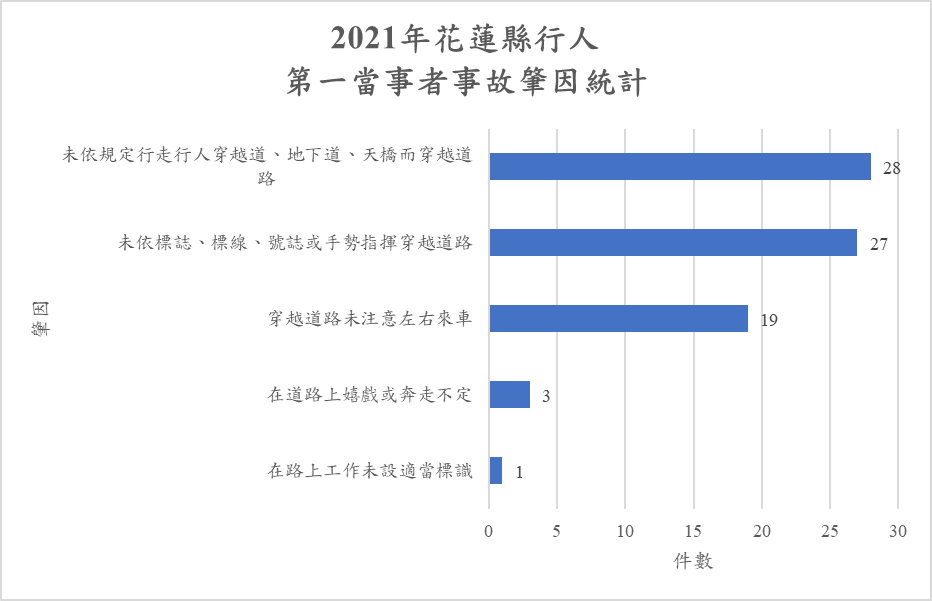 2021年花蓮縣行人
第一當事者事故肇因統計
未依規定行走行人穿越道、地下道、天橋而穿越道
路
28
未依標誌、標線、號誌或手勢指揮穿越道路
27
穿越道路未注意左右來車
19
在道路上嬉戲或奔走不定
3
在路上工作未設適當標識
1
肇因
0 5 10 15 20 25 30
件數